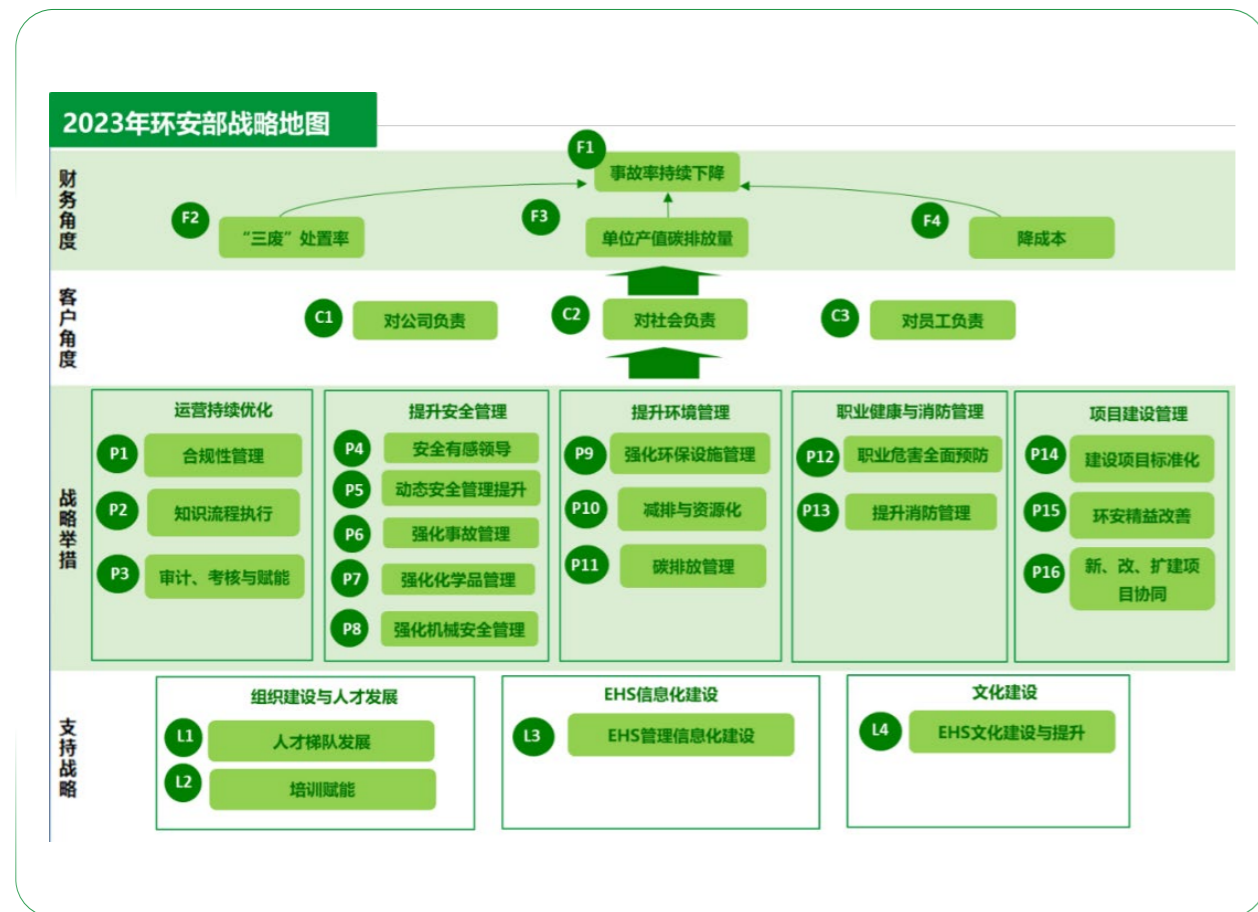 2023年环安部战略地图
财务角度
F1
事故率持续下降
F2
“三废”处置率
F3
单位产值碳排放量
F4
降成本
客户角度
C1
对公司负责
C2
对社会负责
C3
对员工负责
战略举措
运营持续优化
P1
合规性管理
P2
知识流程执行
P3
审计、考核与赋能
提升安全管理
P4
安全有感领导
P5
动态安全管理提升
P6
强化事故管理
P7
强化化学品管理
P8
强化机械安全管理
提升环境管理
P9
强化环保设施管理
P10
减排与资源化
P11
碳排放管理
职业健康与消防管理
P12
职业危害全面预防
P13
提升消防管理
项目建设管理
P14
建设项目标准化
P15
环安精益改善
P16
新、改、扩建项
目协同
支持战略
组织建设与人才发展
L1
人才梯队发展
L2
培训赋能
EHS信息化建设
L3
EHS管理信息化建设
文化建设
L4
EHS文化建设与提升